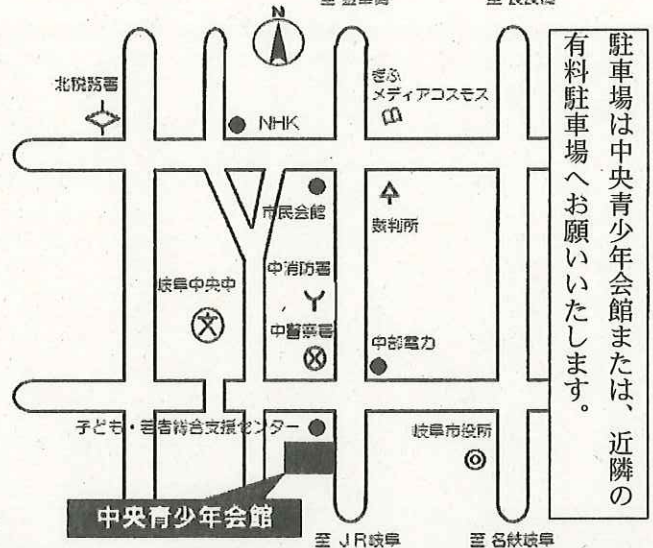 駐車場は中央青少年会館または、近隣の
有料駐車場へお願いいたします。
N
北税務署
NHK
ぎふ
メディアコスモス
市民会館
裁判所
中消防署
岐阜中央中
文
中警察署
中部電力
子ども・若者総合支援センター
岐阜市役所
中央青少年会館
至 JR岐阜
至 名鉄岐阜